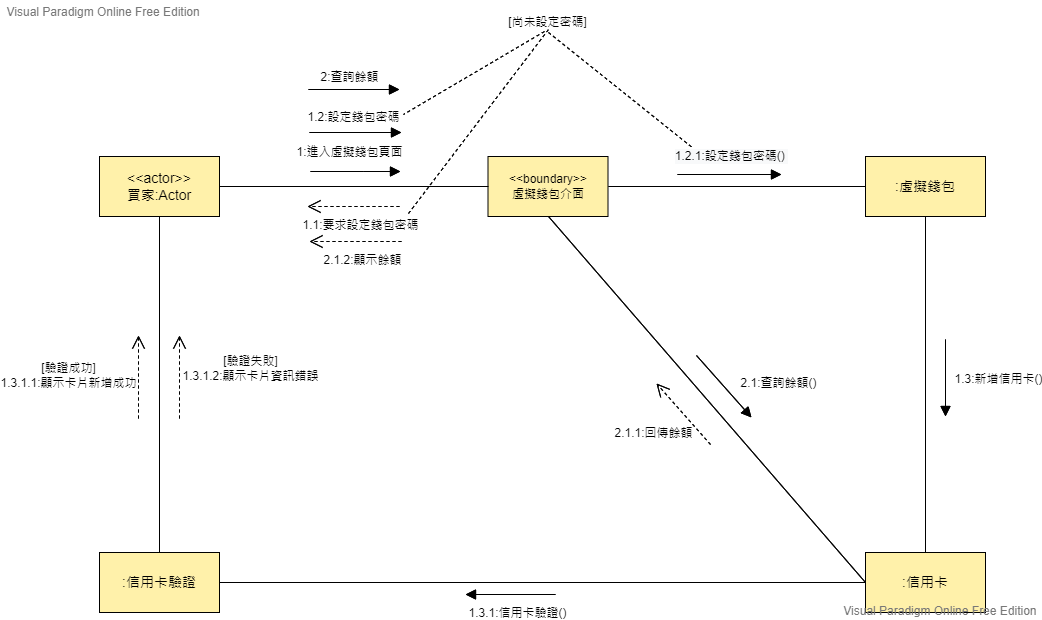 Visual Paradigm Online Free Edition
[尚未設定密碼]
2:查詢餘額
1.2:設定錢包密碼
1:進入虛擬錢包頁面
1.2.1:設定錢包密碼()
<<actor>>
買家:Actor
<<boundary>>
虛擬錢包介面
:虛擬錢包
1.1:要求設定錢包密碼
2.1.2:顯示餘額
[驗證成功]
1.3.1.1:顯示卡片新增成功
[驗證失敗]
1.3.1.2:顯示卡片資訊錯誤
2.1:查詢餘額()
1.3:新增信用卡()
2.1.1:回傳餘額
:信用卡驗證
:信用卡
1.3.1:信用卡驗證()
Visual Paradigm Online Free Edition